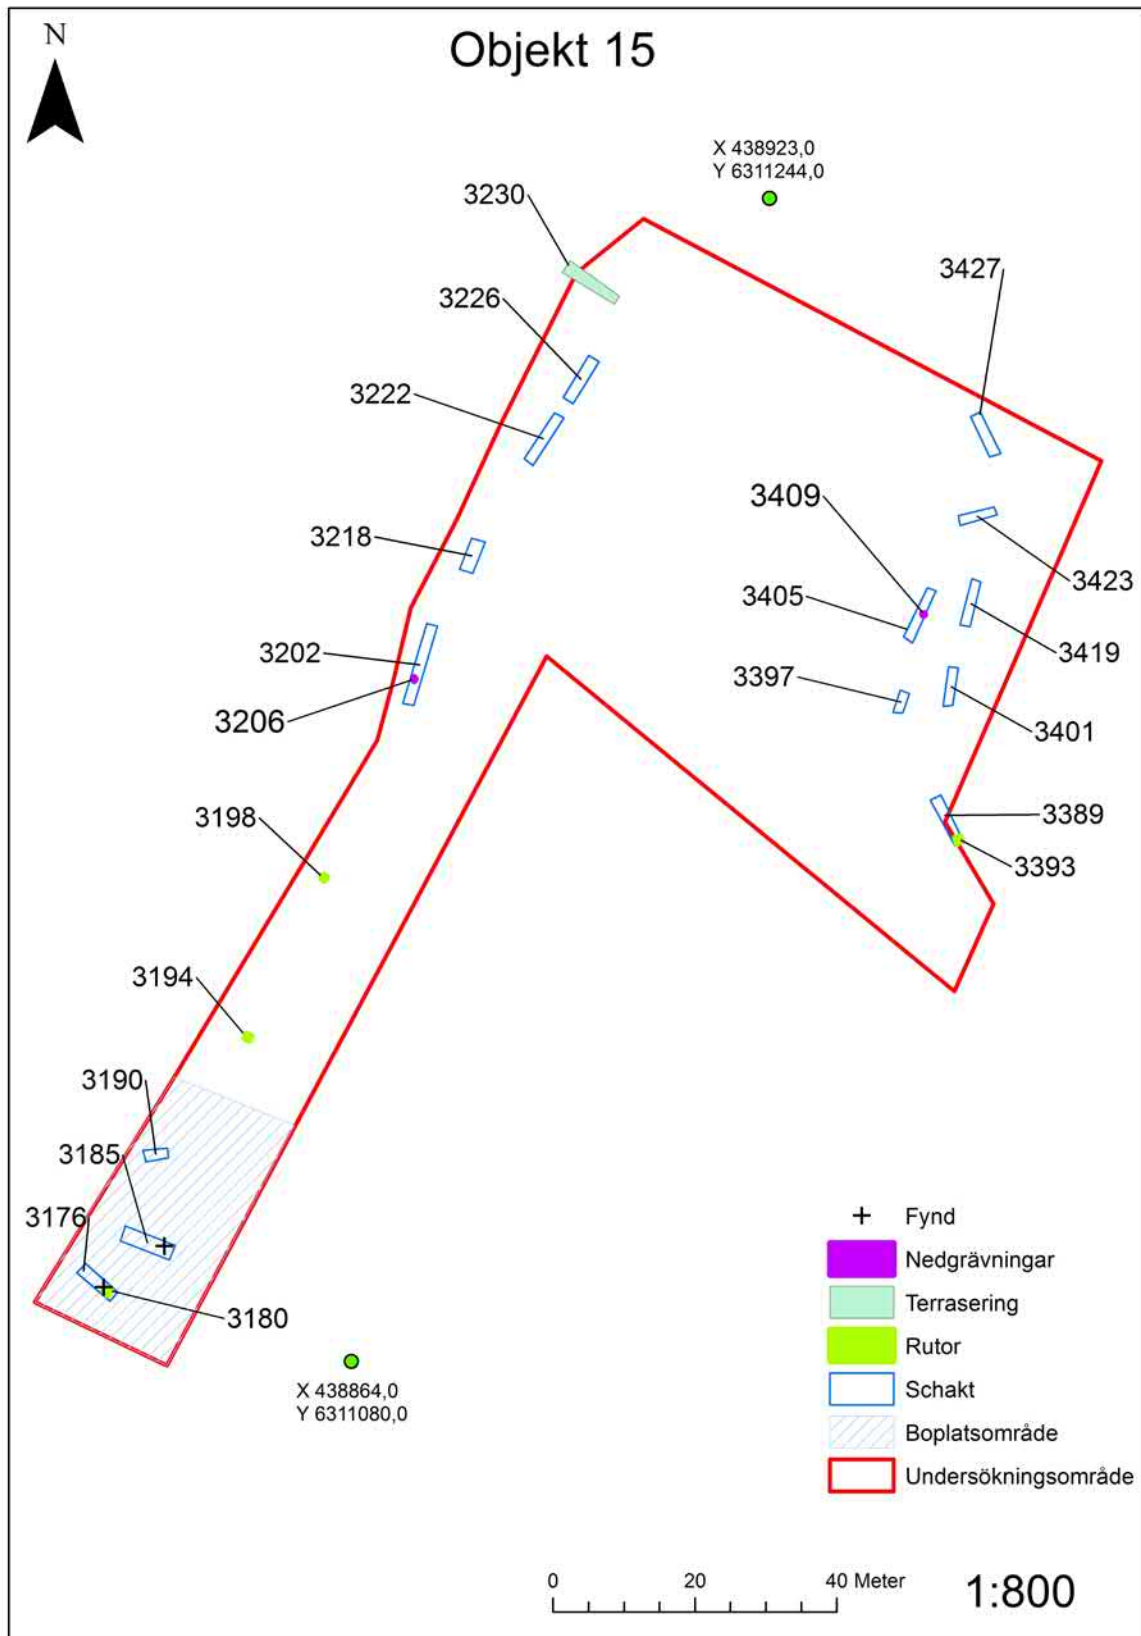 N
Objekt 15
X 438923,0
Y 6311244,0
3230
3427
3226
3222
3409
3218
3423
3405
3202
3419
3397
3206
3401
3198
3389
3393
3194
3190
3185
3176
3180
X 438864,0
Y 6311080,0
Fynd
Nedgrävningar
Terrasering
Rutor
Schakt
Boplatsområde
Undersökningsområde
0 20 40 Meter
1:800